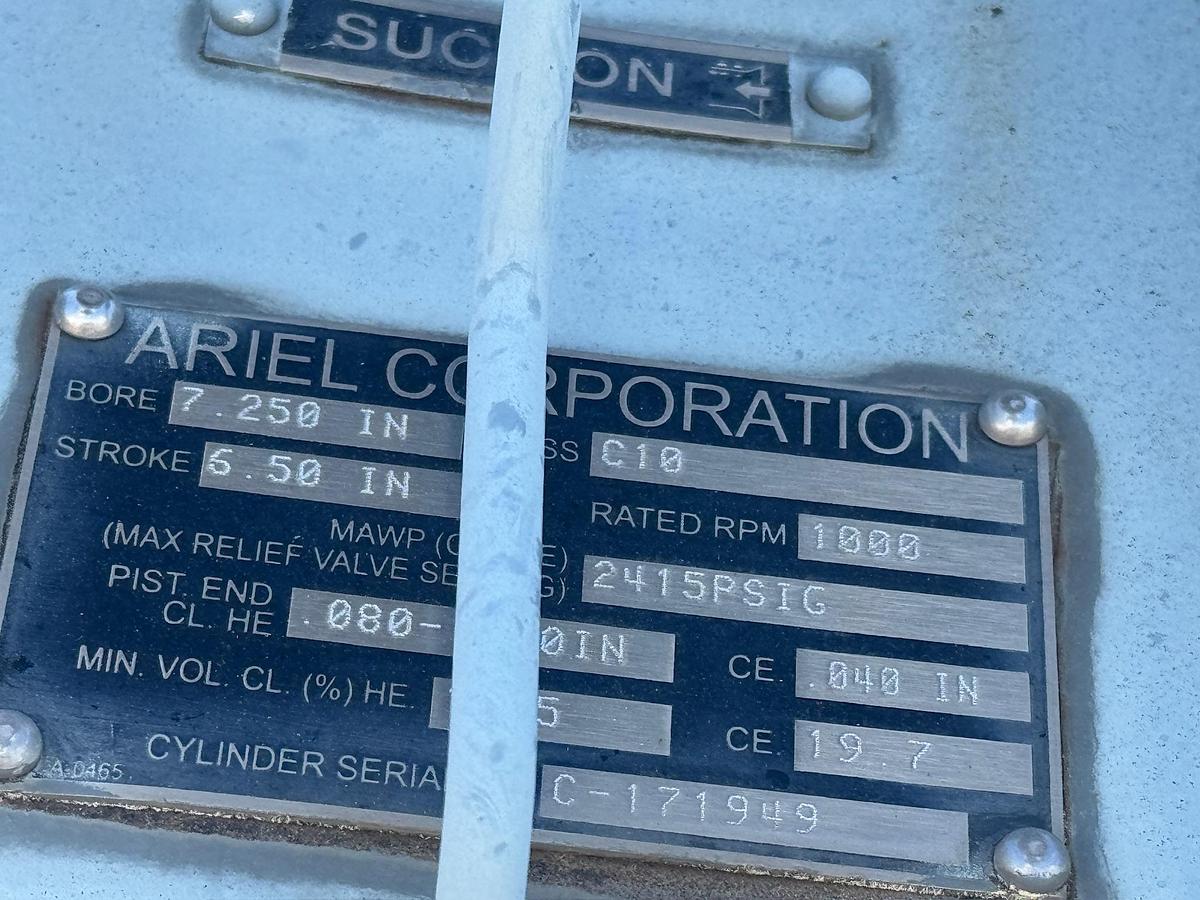 SUC ON
ARIEL CORPORATION
BORE 7.250 IN SS C10
STROKE 6.50 IN RATED RPM 1000
MAWP ( E)
(MAX RELIEF VALVE SE G) 2415PSIG
PIST. END
CL. HE .080- 0IN CE. .040 IN
MIN. VOL. CL. (%) HE. 5 CE. 19.7
CYLINDER SERIA C-171949
A-0465